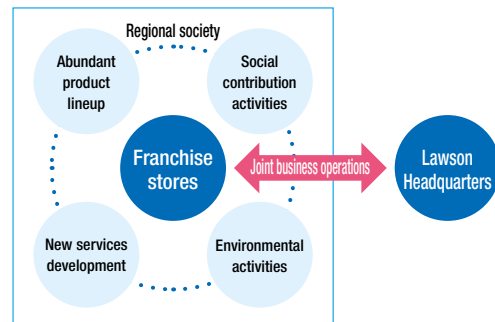 Regional society
Abundant
product
lineup
Social
contribution
activities
Franchise
stores
Joint business operations
Lawson
Headquarters
New services
development
Environmental
activities